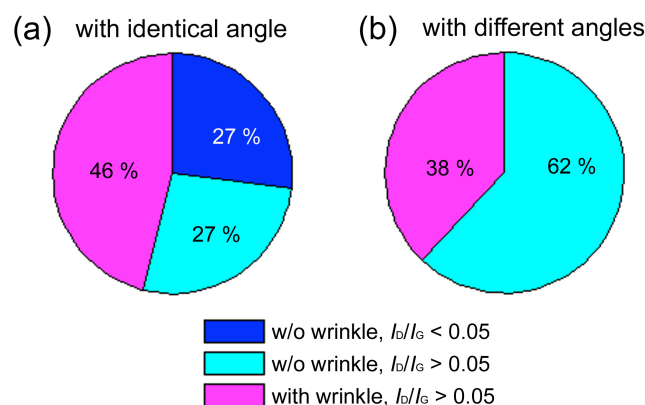 (a) with identical angle
(b) with different angles
27 %
46 %
27 %
38 %
62 %
w/o wrinkle, ID/IG < 0.05
w/o wrinkle, ID/IG > 0.05
with wrinkle, ID/IG > 0.05